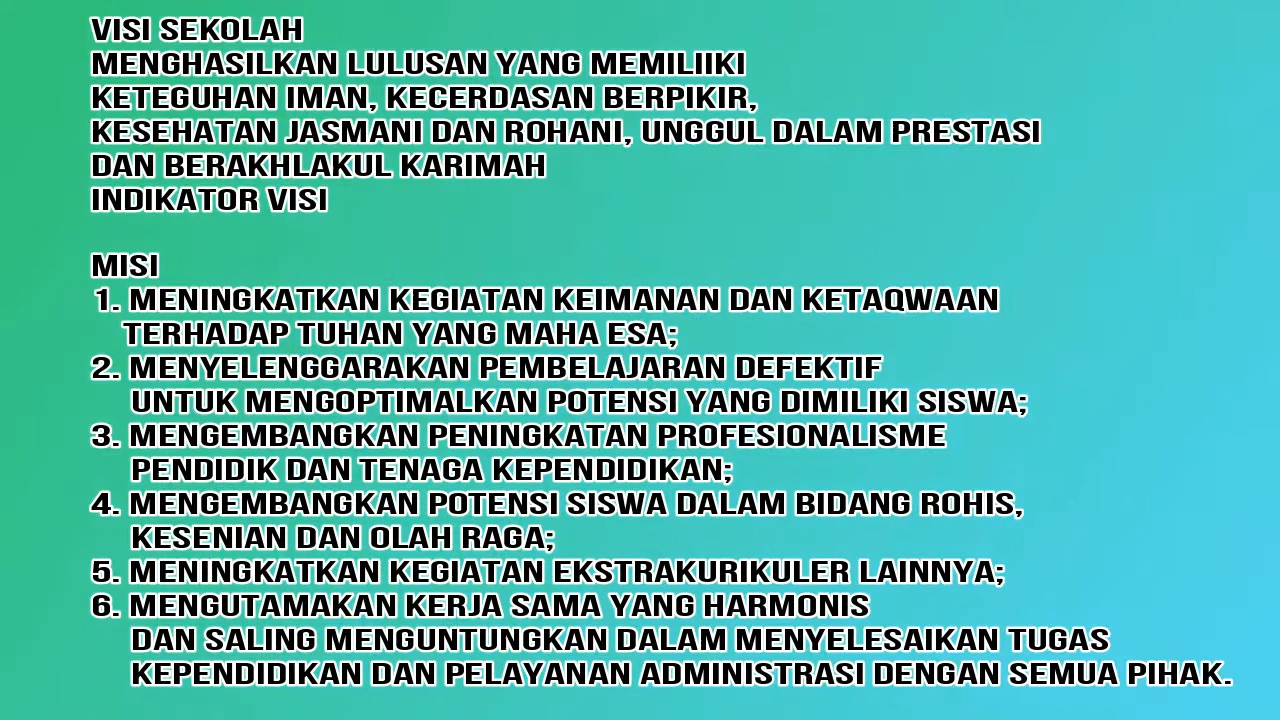 VISI SEKOLAH
MENGHASILKAN LULUSAN YANG MEMILIIKI
KETEGUHAN IMAN, KECERDASAN BERPIKIR,
KESEHATAN JASMANI DAN ROHANI, UNGGUL DALAM PRESTASI
DAN BERAKHLAKUL KARIMAH
INDIKATOR VISI
MISI
1. MENINGKATKAN KEGIATAN KEIMANAN DAN KETAQWAAN
TERHADAP TUHAN YANG MAHA ESA;
2. MENYELENGGARAKAN PEMBELAJARAN DEFEKTIF
UNTUK MENGOPTIMALKAN POTENSI YANG DIMILIKI SISWA;
3. MENGEMBANGKAN PENINGKATAN PROFESIONALISME
PENDIDIK DAN TENAGA KEPENDIDIKAN;
4. MENGEMBANGKAN POTENSI SISWA DALAM BIDANG ROHIS,
KESENIAN DAN OLAH RAGA;
5. MENINGKATKAN KEGIATAN EKSTRAKURIKULER LAINNYA;
6. MENGUTAMAKAN KERJA SAMA YANG HARMONIS
DAN SALING MENGUNTUNGKAN DALAM MENYELESAIKAN TUGAS
KEPENDIDIKAN DAN PELAYANAN ADMINISTRASI DENGAN SEMUA PIHAK.